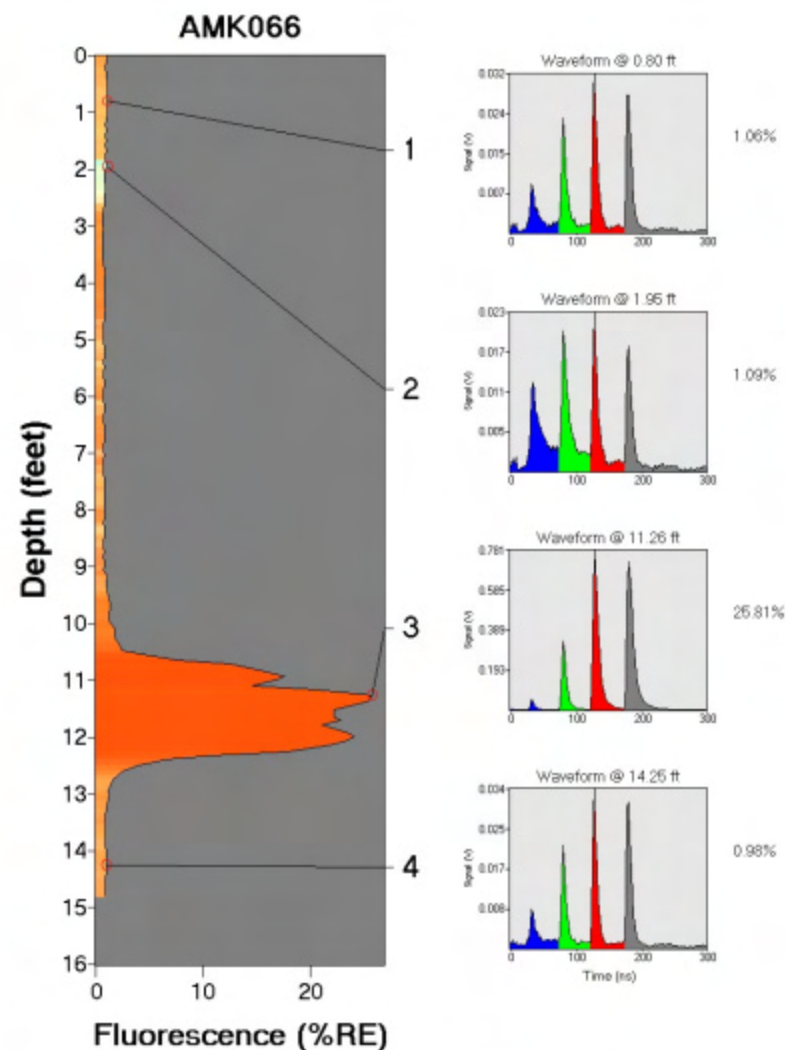 AMK066
Depth (feet)
0
1
2
3
4
5
6
7
8
9
10
11
12
13
14
15
16
0 10 20
Fluorescence (%RE)
1
2
3
4
Waveform @ 0.80 ft
Signal (V)
0.032
0.024
0.015
0.007
0 100 200 300
1.06%
Waveform @ 1.95 ft
Signal (V)
0.023
0.017
0.011
0.005
0 100 200 300
1.09%
Waveform @ 11.26 ft
Signal (V)
0.781
0.585
0.389
0.193
0 100 200 300
25.81%
Waveform @ 14.25 ft
Signal (V)
0.034
0.025
0.017
0.008
0 100 200 300
Time (ns)
0.98%